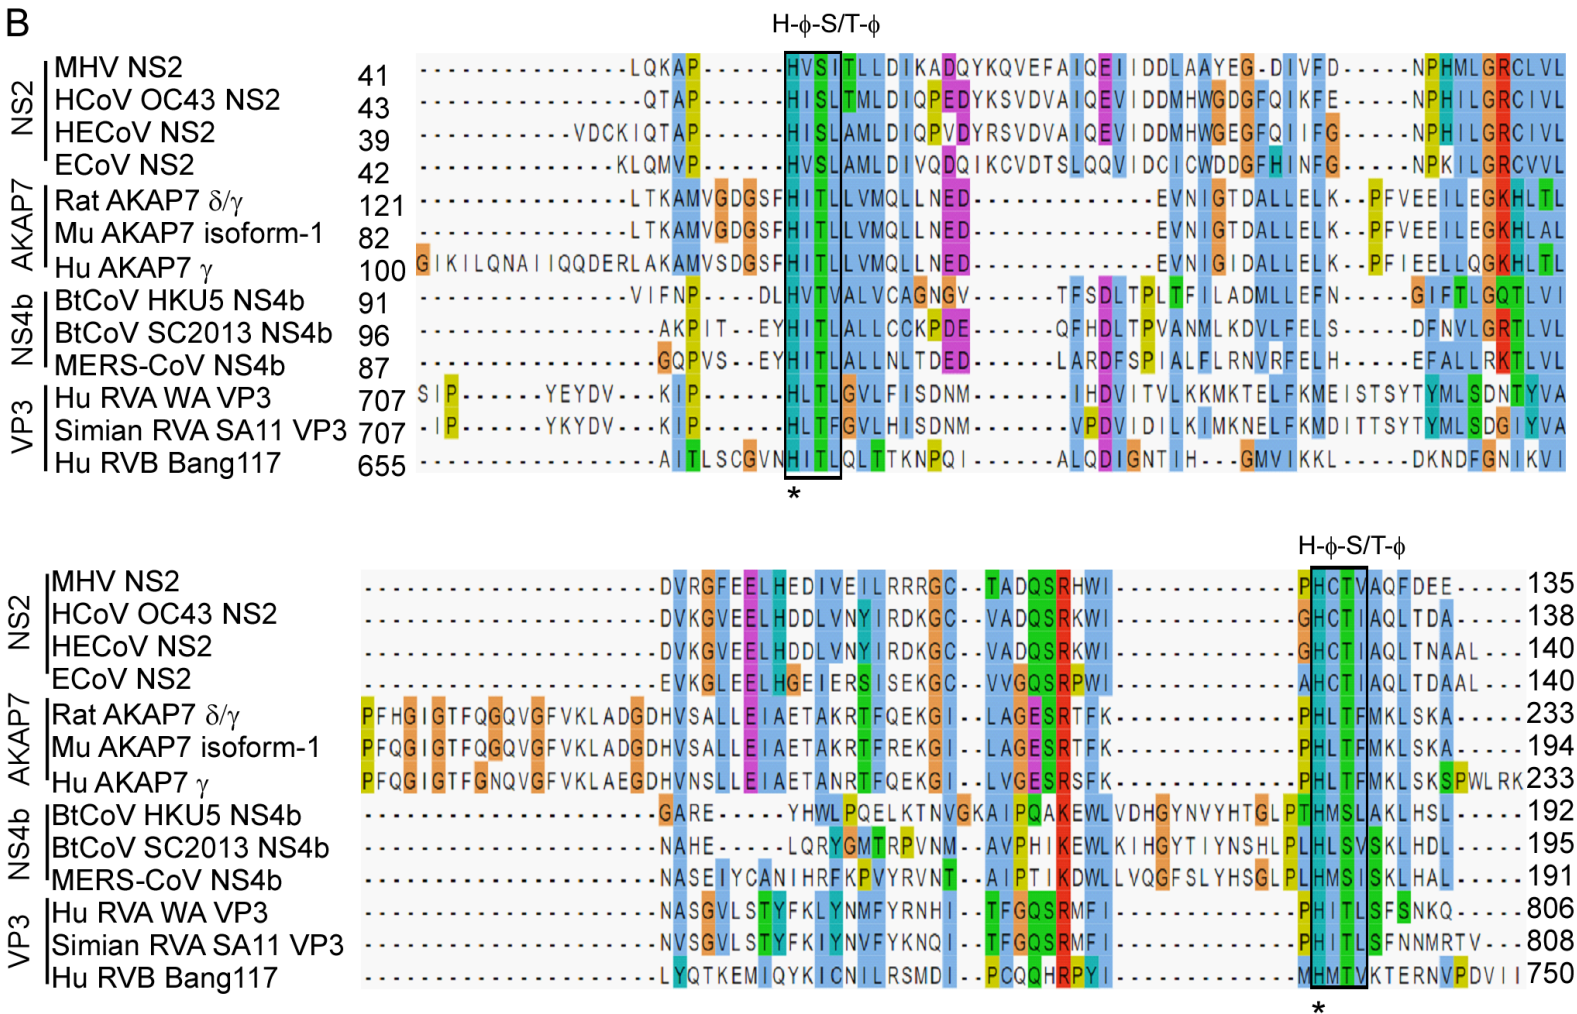 B
H-ϕ-S/T-ϕ
NS2
MHV NS2 41 ---------------LQKAP------HVSITLLDIKADQYKQVEFAIQEIIDDLAAYEG-DIVFD-----NPHMLGRCLVL
HCoV OC43 NS2 43 ----------------QTAP------HISLTMLDIQPEDYKSVDVAIQEVIDDMHWGDGFQIKFE-----NPHILGRCIVL
HECoV NS2 39 -----------VDCKIQTAP------HISLAMLDIQPVDYRSVDVAIQEVIDDMHWGEGFQIIFG-----NPHILGRCIVL
ECoV NS2 42 --------------KLQMVP------HVSLAMLDIVQDQIKCVDTSLQQVIDCICWDDGFHINFG-----NPKILGRCVVL
AKAP7
Rat AKAP7 δ/γ 121 ---------------LTKAMVGDGSFHITLLVMQLLNED-------------EVNIGTDALLELK--PFVEEILEGKHLTL
Mu AKAP7 isoform-1 82 ---------------LTKAMVGDGSFHITLLVMQLLNED-------------EVNIGTDALLELK--PFVEEILEGKHLAL
Hu AKAP7 γ 100 GIKILQNAIIQQDERLAKAMVSDGSFHITLLVMQLLNED-------------EVNIGIDALLELK--PFIEELLQGKHLTL
NS4b
BtCoV HKU5 NS4b 91 ---------------VIFNP----DLHVTVALVCAGNGV------TFSDLTPLTFILADMLLEFN-----GIFTLGQTLVI
BtCoV SC2013 NS4b 96 -----------------AKPIT--EYHITLALLCCKPDE------QFHDLTPVANMLKDVLFELS-----DFNVLGRTLVL
MERS-CoV NS4b 87 -----------------GQPVS--EYHITLALLNLTDED------LARDFSPIALFLRNVRFELH-----EFALLRKTLVL
VP3
Hu RVA WA VP3 707 SIP------YEYDV---KIP------HLTLGVLFISDNM-------IHDVITVLKKMKTELFKMEISTSYTYMLSDNTYVA
Simian RVA SA11 VP3 707 -IP------YKYDV---KIP------HLTFGVLHISDNM-------VPDVIDILKIMKNELFKMDITTSYTYMLSDGIYVA
Hu RVB Bang117 655 -----------------AITLSCGVNHITLQLTTKNPQI------ALQDIGNTIH---GMVIKKL-----DKNDFGNIKVI
*
H-ϕ-S/T-ϕ
NS2
MHV NS2 ---------------------DVRGFEELHEDIVEILRRRGC--TADQSRHWI-------------PHCTVAQFDEE-----135
HCoV OC43 NS2 ---------------------DVKGVEELHDDLVNYIRDKGC--VADQSRKWI-------------GHCTIAQLTDA-----138
HECoV NS2 ---------------------DVKGVEELHDDLVNYIRDKGC--VADQSRKWI-------------GHCTIAQLTNAAL---140
ECoV NS2 ---------------------EVKGLEELHGEIERSISEKGC--VVGQSRPWI-------------AHCTIAQLTDAAL---140
AKAP7
Rat AKAP7 δ/γ PFHGIGTFQGQVGFVKLADGDHVSALLEIAETAKRTFQEKGI--LAGESRTFK-------------PHLTFMKLSKA-----233
Mu AKAP7 isoform-1 PFQGIGTFQGQVGFVKLADGDHVSALLEIAETAKRTFREKGI--LAGESRTFK-------------PHLTFMKLSKA-----194
Hu AKAP7 γ PFQGIGTFGNQVGFVKLAEGDHVNSLLEIAETANRTFQEKGI--LVGESRSFK-------------PHLTFMKLSKSPWLRK233
NS4b
BtCoV HKU5 NS4b ---------------------GARE-----YHWLPQELKTNVGKAIPQAKEWLVDHGYNVYHTGLPTHMSLAKLHSL-----192
BtCoV SC2013 NS4b ---------------------NAHE-----LQRYGMTRPVNM--AVPHIKEWLKIHGYTIYNSHLPLHLSVSKLHDL-----195
MERS-CoV NS4b ---------------------NASEIYCANIHRFKPVYRVNT--AIPTIKDWLLVQGFSLYHSGLPLHMSISKLHAL-----191
VP3
Hu RVA WA VP3 ---------------------NASGVLSTYFKLYNMFYRNHI--TFGQSRMFI-------------PHITLSFSNKQ-----806
Simian RVA SA11 VP3 ---------------------NVSGVLSTYFKIYNVFYKNQI--TFGQSRMFI-------------PHITLSFNNMRTV---808
Hu RVB Bang117 ---------------------LYQTKEMIQYKICNILRSMDI--PCQQHRPYI-------------MHMTVKTERNVPDVII750
*